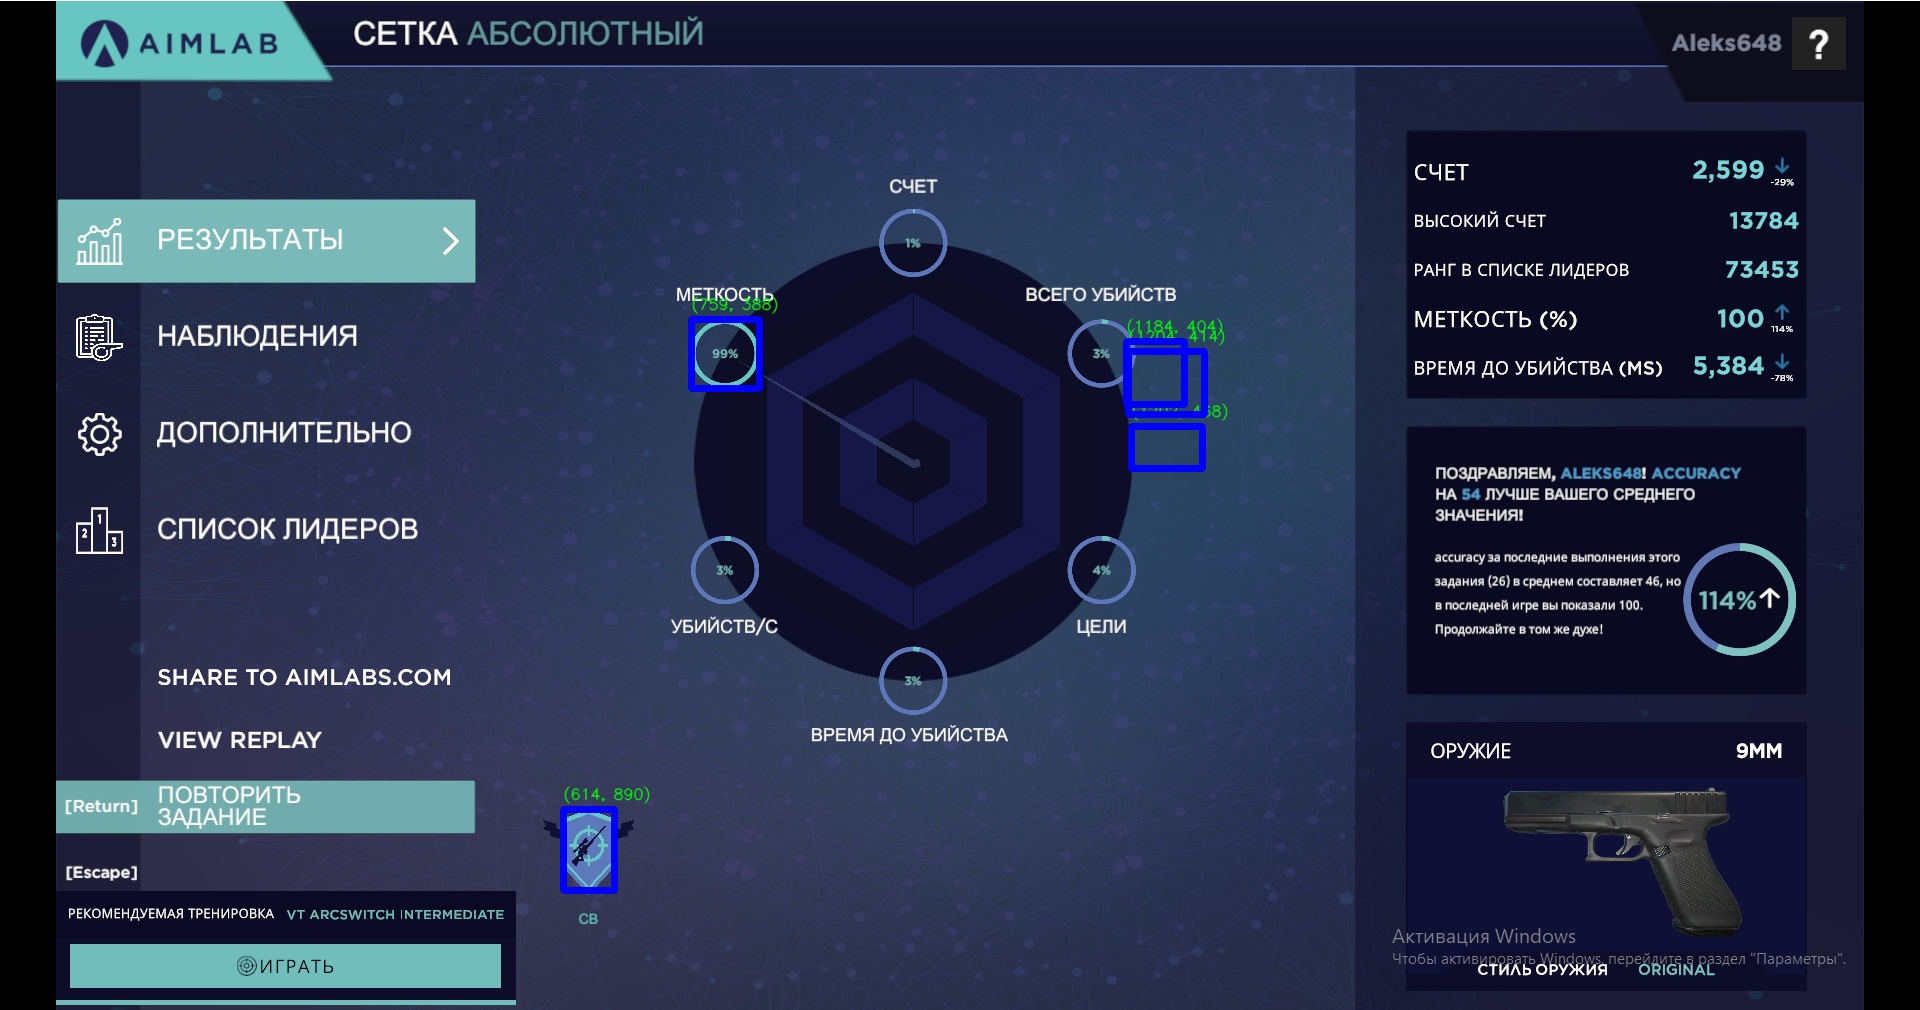 AIMLAB
СЕТКА АБСОЛЮТНЫЙ
Aleks648
?
РЕЗУЛЬТАТЫ
НАБЛЮДЕНИЯ
ДОПОЛНИТЕЛЬНО
СПИСОК ЛИДЕРОВ
SHARE TO AIMLABS.COM
VIEW REPLAY
[Return] ПОВТОРИТЬ
ЗАДАНИЕ
[Escape]
РЕКОМЕНДУЕМАЯ ТРЕНИРОВКА VT ARCSWITCH INTERMEDIATE
ИГРАТЬ
СЧЕТ
1%
МЕТКОСТЬ
(759, 388)
99%
ВСЕГО УБИЙСТВ
(1184, 404)
(1204, 414)
3%
3%
УБИЙСТВ/С
4%
ЦЕЛИ
3%
ВРЕМЯ ДО УБИЙСТВА
(614, 890)
СВ
СЧЕТ 2,599 -29%
ВЫСОКИЙ СЧЕТ 13784
РАНГ В СПИСКЕ ЛИДЕРОВ 73453
МЕТКОСТЬ (%) 100 114%
ВРЕМЯ ДО УБИЙСТВА (MS) 5,384 -78%
ПОЗДРАВЛЯЕМ, ALEKS648! ACCURACY
НА 54 ЛУЧШЕ ВАШЕГО СРЕДНЕГО
ЗНАЧЕНИЯ!
accuracy за последние выполнения этого
задания (26) в среднем составляет 46, но
в последней игре вы показали 100.
Продолжайте в том же духе!
114%
ОРУЖИЕ 9MM
Активация Windows
Чтобы активировать Windows, перейдите в раздел "Параметры".
СТИЛЬ ОРУЖИЯ ORIGINAL